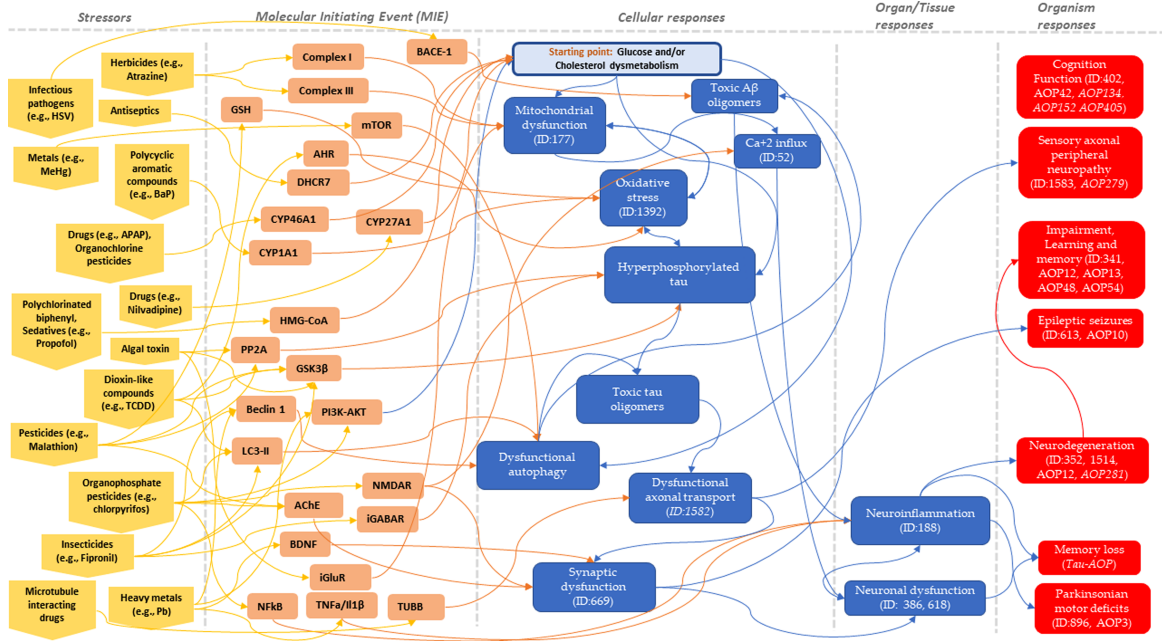 Stressors
Molecular Initiating Event (MIE)
Cellular responses
Organ/Tissue
responses
Organism
responses
Herbicides (e.g.,
Atrazine)
Infectious
pathogens
(e.g., HSV)
Antiseptics
Metals (e.g.,
MeHg)
Polycyclic
aromatic
compounds
(e.g., BaP)
Drugs (e.g., APAP),
Organochlorine
pesticides
Drugs (e.g.,
Nilvadipine)
Polychlorinated
biphenyl,
Sedatives (e.g.,
Propofol)
Algal toxin
Dioxin-like
compounds
(e.g., TCDD)
Pesticides (e.g.,
Malathion)
Organophosphate
pesticides (e.g.,
chlorpyrifos)
Insecticides
(e.g., Fipronil)
Microtubule
interacting
drugs
Heavy metals
(e.g., Pb)
BACE-1
Complex I
Complex III
GSH
mTOR
AHR
DHCR7
CYP46A1
CYP27A1
CYP1A1
HMG-CoA
PP2A
GSK3β
Beclin 1
PI3K-AKT
LC3-II
NMDAR
AChE
iGABAR
BDNF
iGluR
NFkB
TNFa/Il1β
TUBB
Starting point: Glucose and/or
Cholesterol dysmetabolism
Toxic Aβ
oligomers
Mitochondrial
dysfunction
(ID:177)
Ca+2 influx
(ID:52)
Oxidative
stress
(ID:1392)
Hyperphosphorylated
tau
Toxic tau
oligomers
Dysfunctional
autophagy
Dysfunctional
axonal transport
(ID:1582)
Synaptic
dysfunction
(ID:669)
Neuroinflammation
(ID:188)
Neuronal dysfunction
(ID: 386, 618)
Cognition
Function (ID:402,
AOP42, AOP134,
AOP152 AOP405)
Sensory axonal
peripheral
neuropathy
(ID:1583, AOP279)
Impairment,
Learning and
memory (ID:341,
AOP12, AOP13,
AOP48, AOP54)
Epileptic seizures
(ID:613, AOP10)
Neurodegeneration
(ID:352, 1514,
AOP12, AOP281)
Memory loss
(Tau-AOP)
Parkinsonian
motor deficits
(ID:896, AOP3)